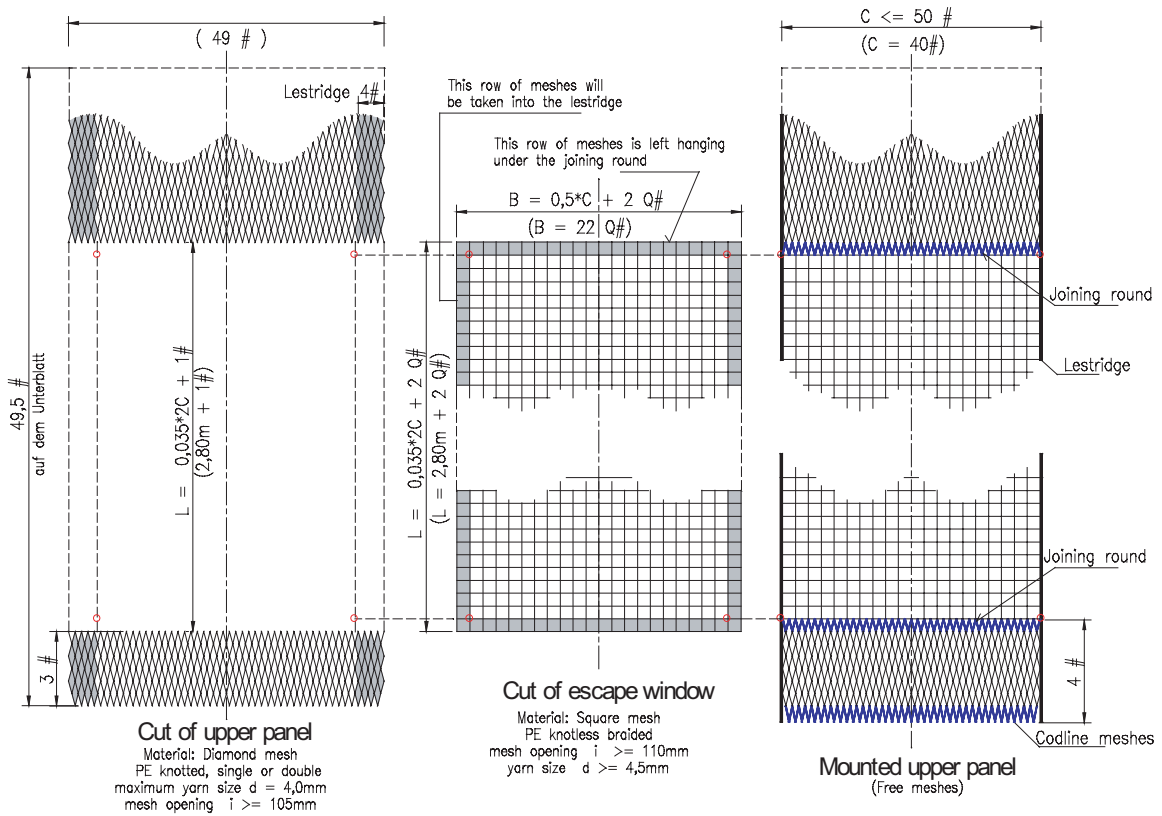 ( 49 # )
Lestridge 4#
49,5 #
auf dem Unterblatt
L = 0,035*2C + 1#
(2,80m + 1#)
3 #
Cut of upper panel
Material: Diamond mesh
PE knotted, single or double
maximum yarn size d = 4,0mm
mesh opening i >= 105mm
This row of meshes will
be taken into the lestridge
This row of meshes is left hanging
under the joining round
B = 0,5*C + 2 Q#
(B = 22 Q#)
L = 0,035*2C + 2 Q#
(L = 2,80m + 2 Q#)
Cut of escape window
Material: Square mesh
PE knotless braided
mesh opening i >= 110mm
yarn size d >= 4,5mm
C <= 50 #
(C = 40#)
Joining round
Lestridge
Joining round
4 #
Codline meshes
Mounted upper panel
(Free meshes)